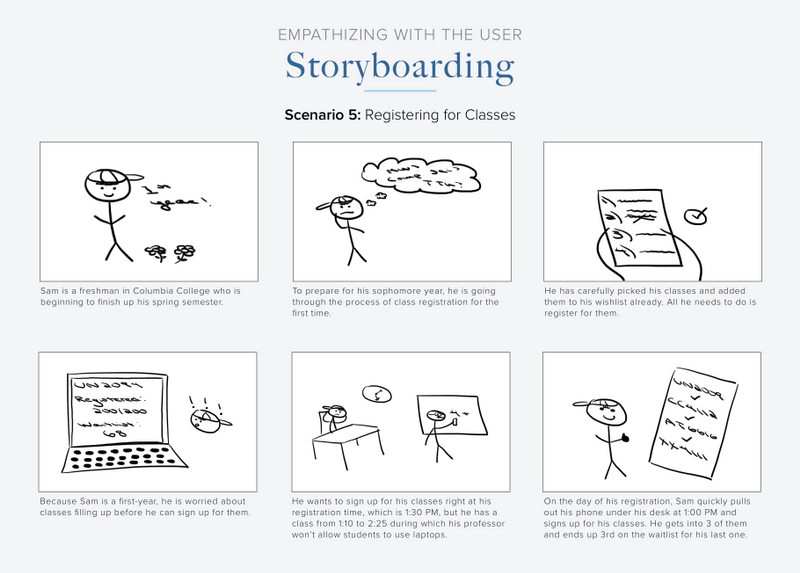 EMPATHIZING WITH THE USER
Storyboarding
Scenario 5: Registering for Classes
Sam is a freshman in Columbia College who is
beginning to finish up his spring semester.
To prepare for his sophomore year, he is going
through the process of class registration for the
first time.
He has carefully picked his classes and added
them to his wishlist already. All he needs to do is
register for them.
Registered:
200/200
Waitlist:
68
Because Sam is a first-year, he is worried about
classes filling up before he can sign up for them.
He wants to sign up for his classes right at his
registration time, which is 1:30 PM, but he has a
class from 1:10 to 2:25 during which his professor
won't allow students to use laptops.
On the day of his registration, Sam quickly pulls
out his phone under his desk at 1:00 PM and
signs up for his classes. He gets into 3 of them
and ends up 3rd on the waitlist for his last one.